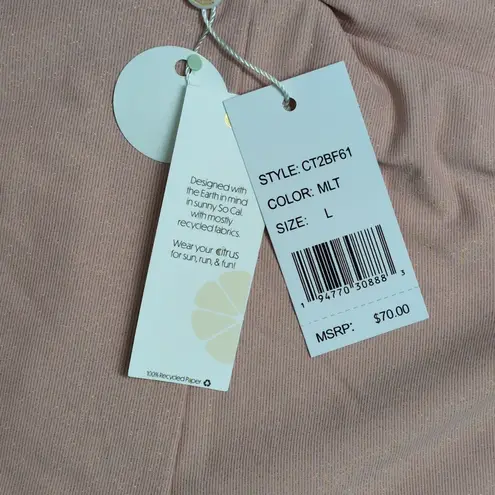 Designed with
the Earth in mind
in sunny So Cal.
with mostly
recycled fabrics.
Wear your Citrus
for sun, run, & fun!
100% Recycled Paper
STYLE: CT2BF61
COLOR: MLT
SIZE: L
1 94770 30888 3
MSRP: $70.00